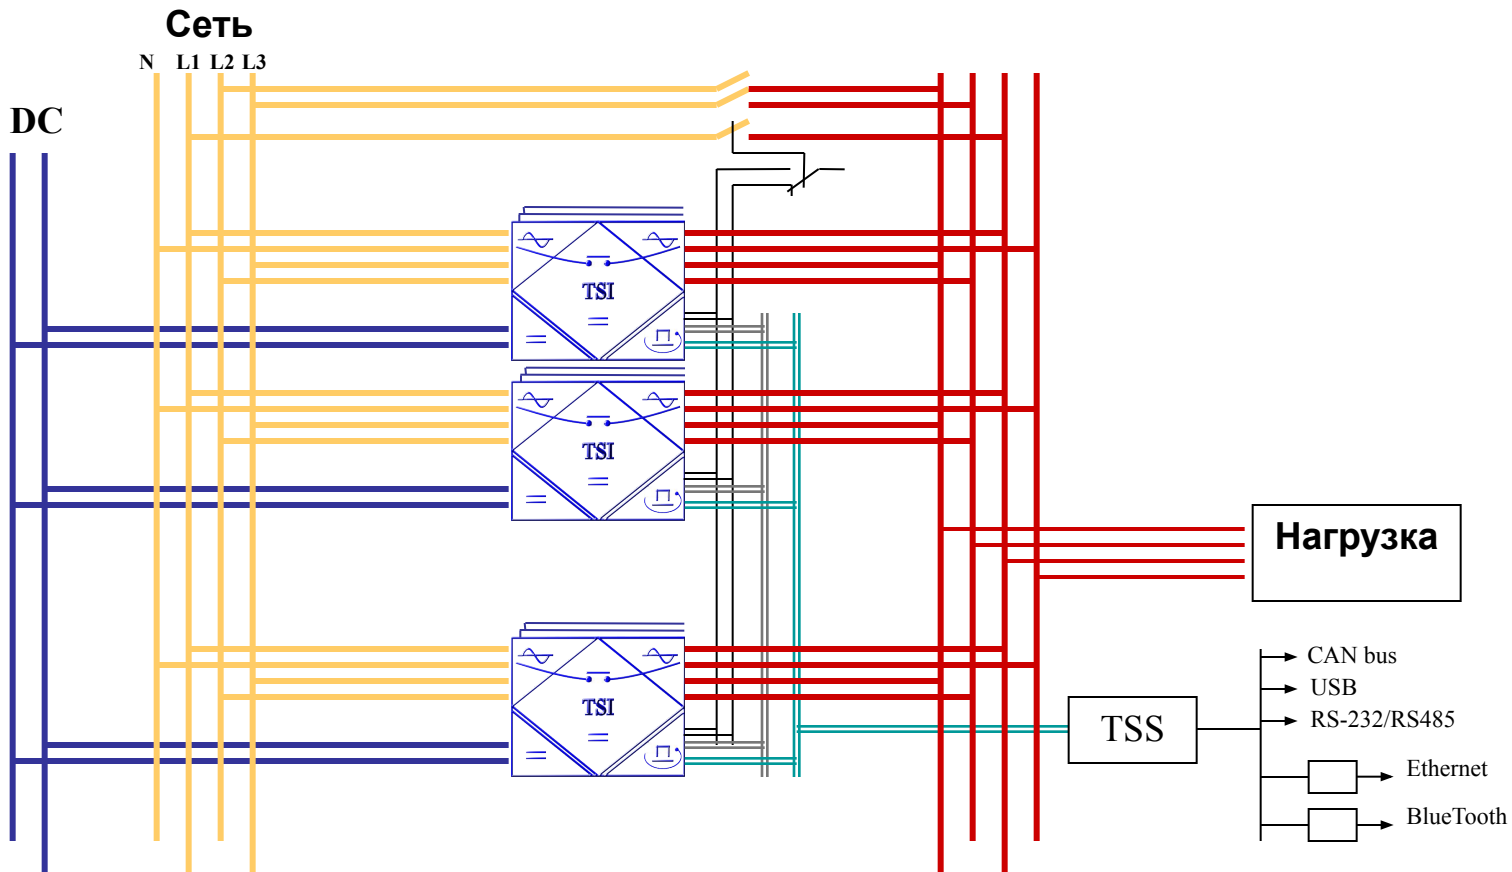 Сеть
N L1 L2 L3
DC
TSI
TSI
Нагрузка
TSI
CAN bus
USB
RS-232/RS485
TSS
Ethernet
BlueTooth